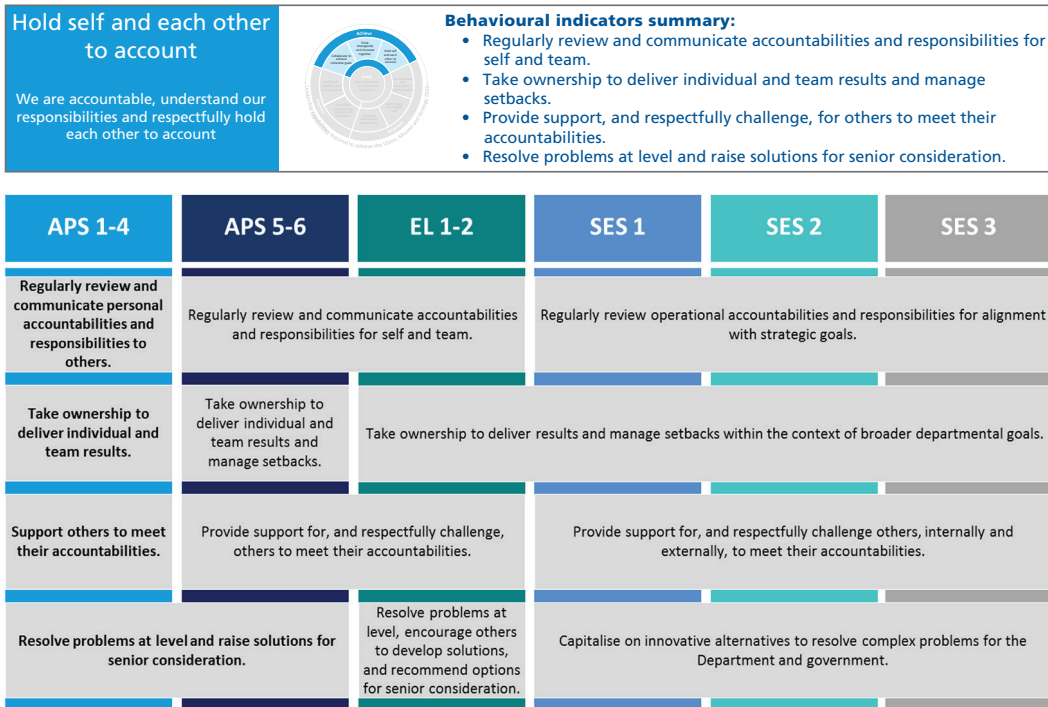 Hold self and each other
to account
We are accountable, understand our
responsibilities and respectfully hold
each other to account
Achieve
Behavioural indicators summary:
• Regularly review and communicate accountabilities and responsibilities for
self and team.
• Take ownership to deliver individual and team results and manage
setbacks.
• Provide support, and respectfully challenge, for others to meet their
accountabilities.
• Resolve problems at level and raise solutions for senior consideration.
APS 1-4
APS 5-6
EL 1-2
SES 1
SES 2
SES 3
Regularly review and
communicate personal
accountabilities and
responsibilities to
others.
Regularly review and communicate accountabilities
and responsibilities for self and team.
Regularly review operational accountabilities and responsibilities for alignment
with strategic goals.
Take ownership to
deliver individual and
team results.
Take ownership to
deliver individual and
team results and
manage setbacks.
Take ownership to deliver results and manage setbacks within the context of broader departmental goals.
Support others to meet
their accountabilities.
Provide support for, and respectfully challenge,
others to meet their accountabilities.
Provide support for, and respectfully challenge others, internally and
externally, to meet their accountabilities.
Resolve problems at level and raise solutions for
senior consideration.
Resolve problems at
level, encourage others
to develop solutions,
and recommend options
for senior consideration.
Capitalise on innovative alternatives to resolve complex problems for the
Department and government.